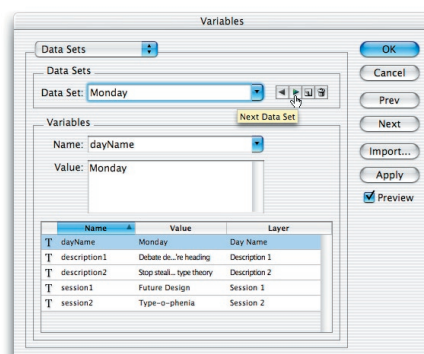 Variables
Data Sets
OK
Data Sets
Cancel
Data Set: Monday
Prev
Next Data Set
Variables
Next
Name: dayName
Import...
Value: Monday
Apply
Preview
Name Value Layer
T dayName Monday Day Name
T description1 Debate de...'re heading Description 1
T description2 Stop steali... type theory Description 2
T session1 Future Design Session 1
T session2 Type-o-phenia Session 2